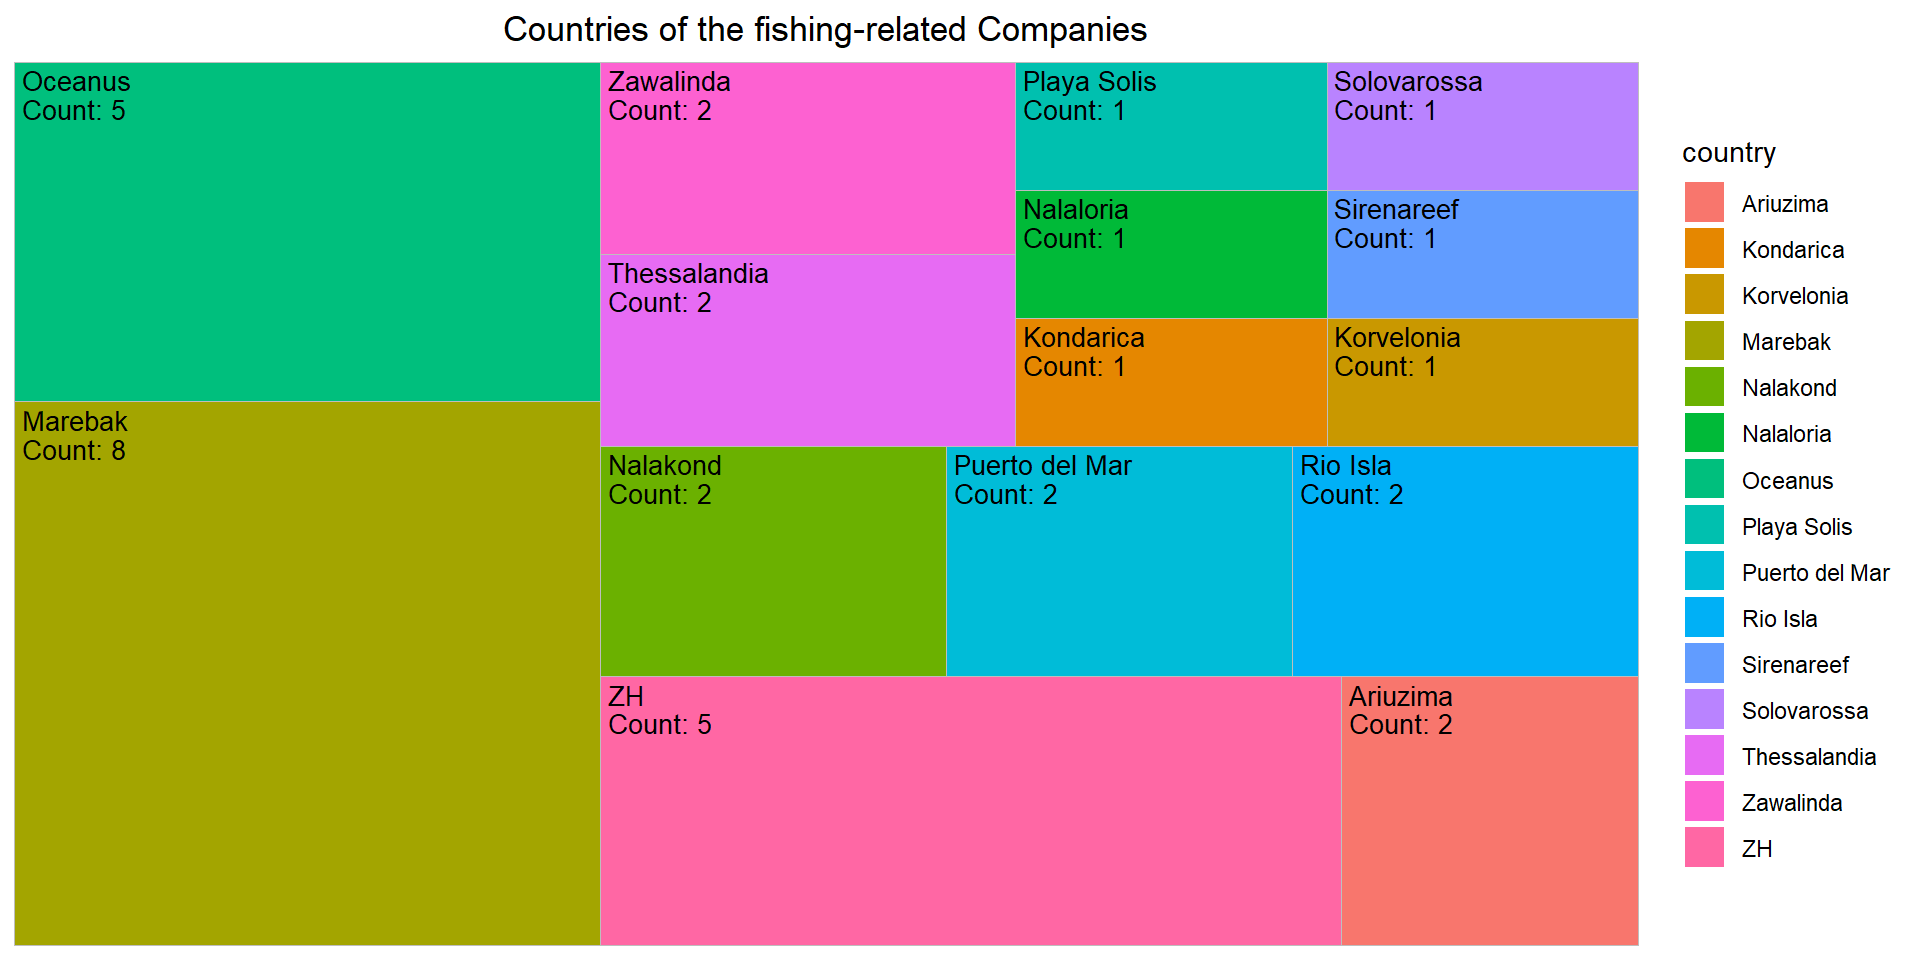 Countries of the fishing-related Companies
Oceanus
Count: 5
Marebak
Count: 8
Zawalinda
Count: 2
Thessalandia
Count: 2
Playa Solis
Count: 1
Solovarossa
Count: 1
Nalaloria
Count: 1
Sirenareef
Count: 1
Kondarica
Count: 1
Korvelonia
Count: 1
Nalakond
Count: 2
Puerto del Mar
Count: 2
Rio Isla
Count: 2
ZH
Count: 5
Ariuzima
Count: 2
country
Ariuzima
Kondarica
Korvelonia
Marebak
Nalakond
Nalaloria
Oceanus
Playa Solis
Puerto del Mar
Rio Isla
Sirenareef
Solovarossa
Thessalandia
Zawalinda
ZH